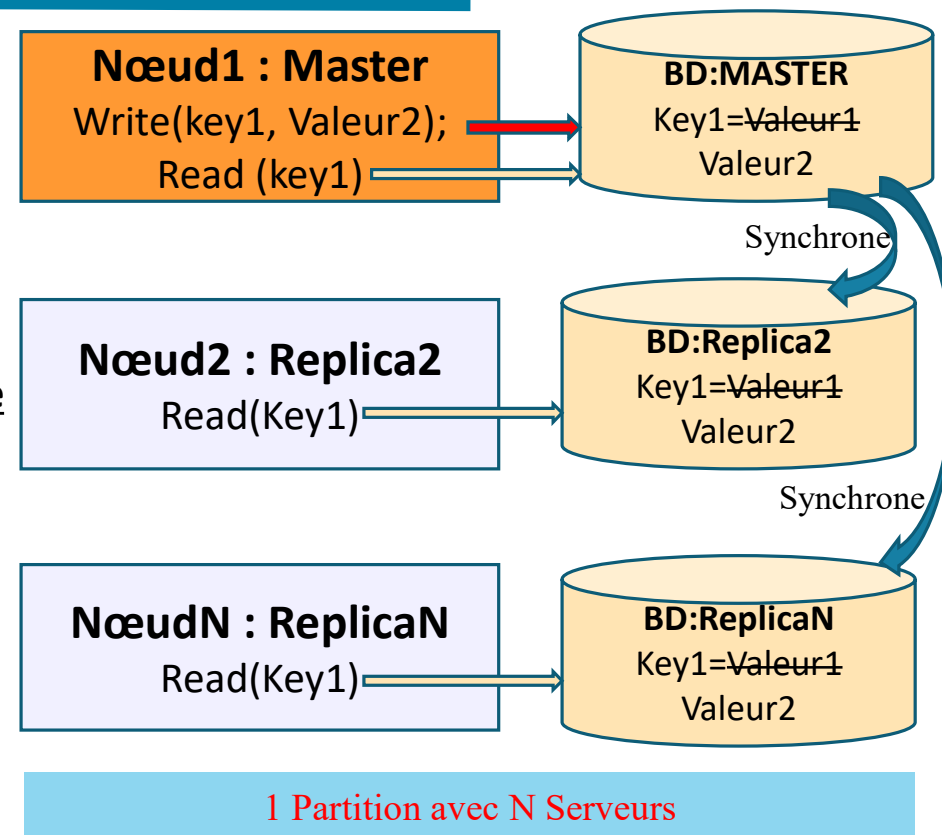 Nœud1 : Master
Write(key1, Valeur2);
Read (key1)
BD:MASTER
Key1=Valeur1
Valeur2
Synchrone
Nœud2 : Replica2
Read(Key1)
BD:Replica2
Key1=Valeur1
Valeur2
Synchrone
NœudN : ReplicaN
Read(Key1)
BD:ReplicaN
Key1=Valeur1
Valeur2
1 Partition avec N Serveurs